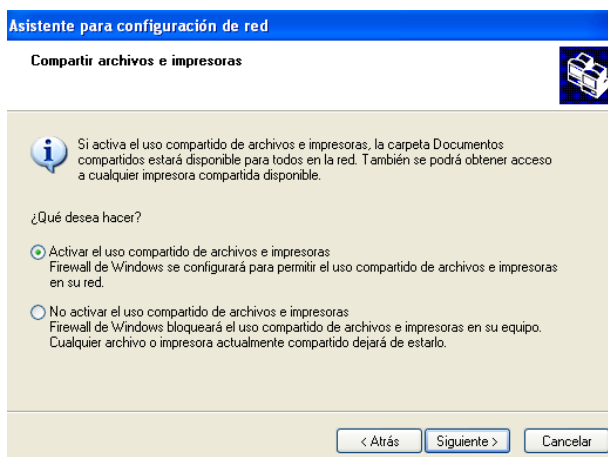 Asistente para configuración de red
Compartir archivos e impresoras
Si activa el uso compartido de archivos e impresoras, la carpeta Documentos
compartidos estará disponible para todos en la red. También se podrá obtener acceso
a cualquier impresora compartida disponible.
¿Qué desea hacer?
Activar el uso compartido de archivos e impresoras
Firewall de Windows se configurará para permitir el uso compartido de archivos e impresoras
en su red.
No activar el uso compartido de archivos e impresoras
Firewall de Windows bloqueará el uso compartido de archivos e impresoras en su equipo.
Cualquier archivo o impresora actualmente compartido dejará de estarlo.
< Atrás Siguiente > Cancelar